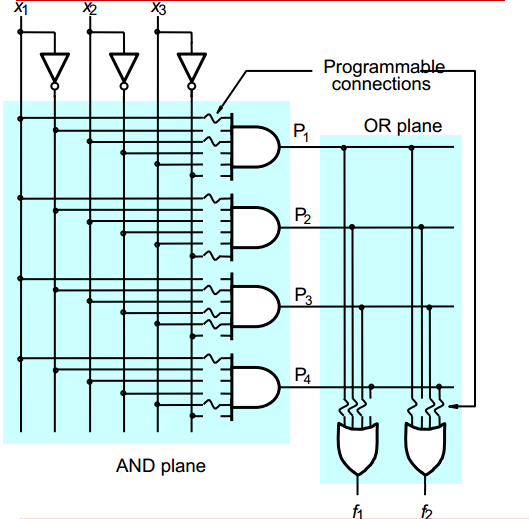 x1 x2 x3
Programmable
connections
P1
OR plane
P2
P3
P4
AND plane
f1 f2